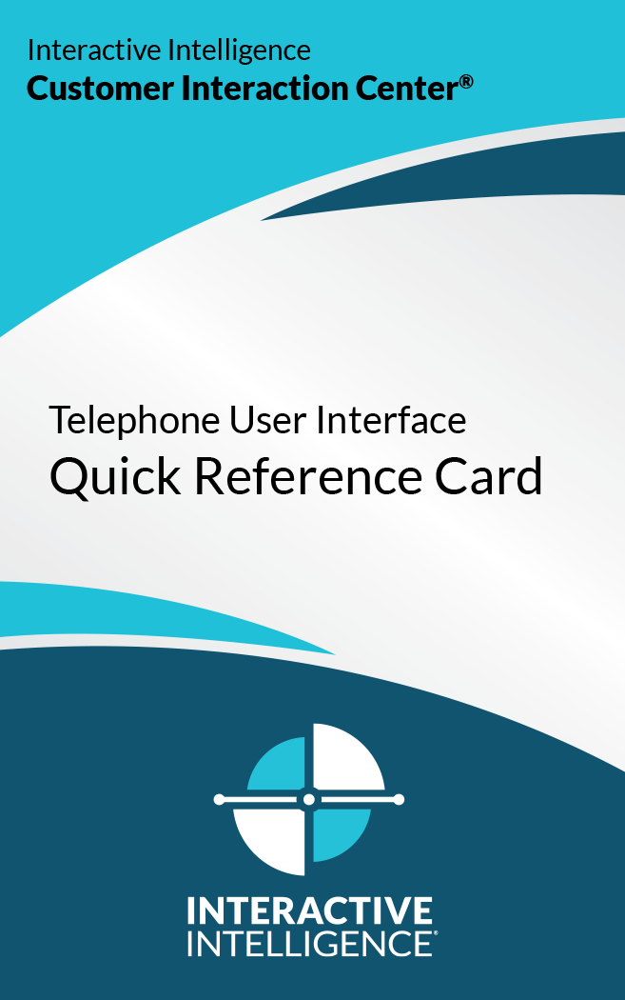 Interactive Intelligence
Customer Interaction Center®
Telephone User Interface
Quick Reference Card
INTERACTIVE
INTELLIGENCE®